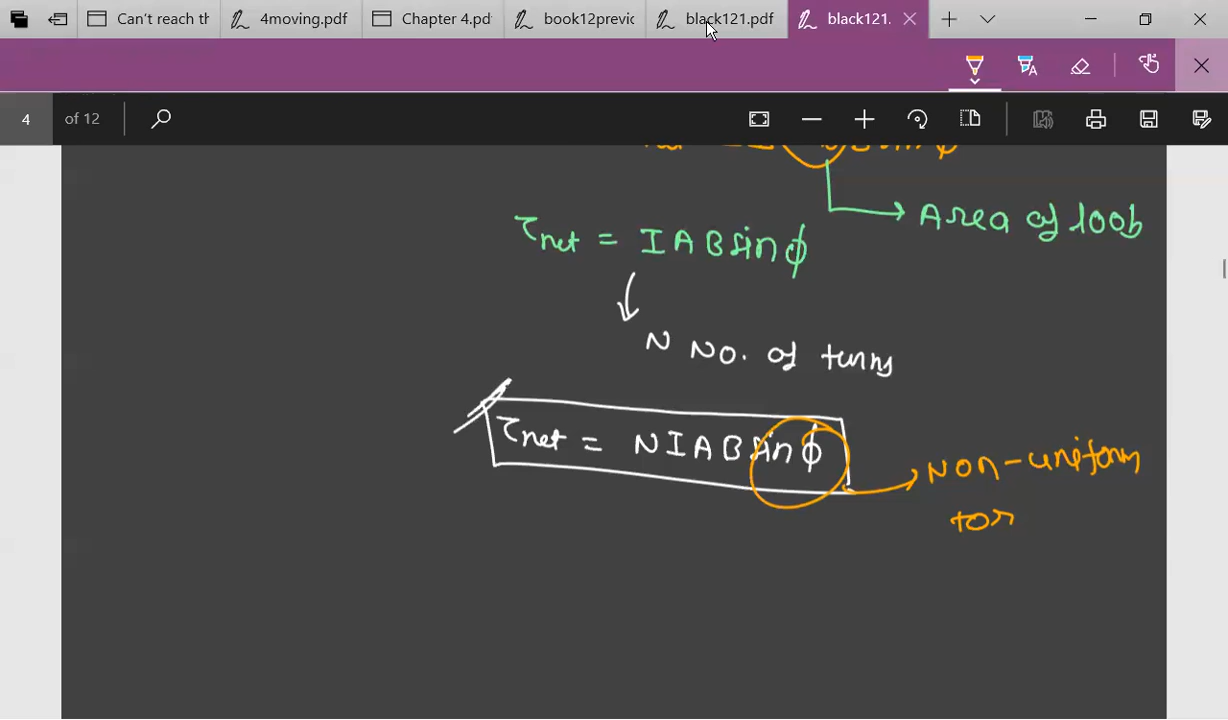 Can't reach th
4moving.pdf
Chapter 4.pd
book12previc
black121.pdf
black121.
4 of 12
Area of loob
τnet = IABsinϕ
N No. of turns
τnet = NIABsinϕ
Non-uniform
tor